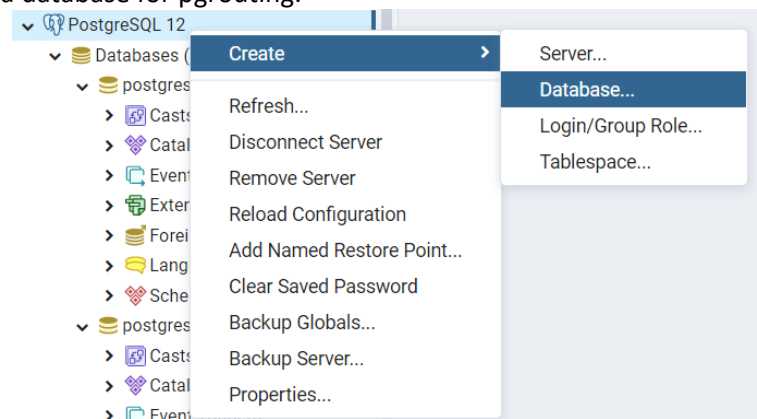 a database for pgrouting.
PostgreSQL 12
Databases (
postgres
Casts
Catal
Event
Exter
Forei
Lang
Sche
postgres
Casts
Catal
Event
Create
Refresh...
Disconnect Server
Remove Server
Reload Configuration
Add Named Restore Point...
Clear Saved Password
Backup Globals...
Backup Server...
Properties...
Server...
Database...
Login/Group Role...
Tablespace...